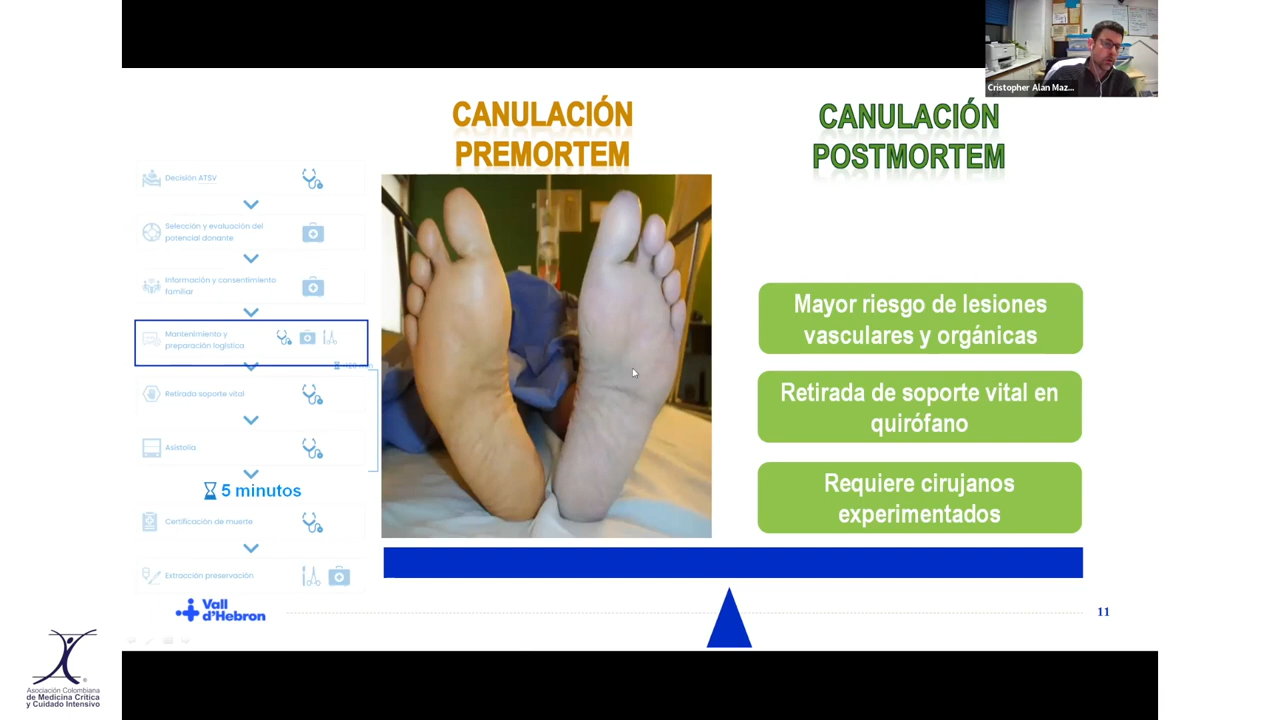 Cristopher Alan Maz...
CANULACIÓN
PREMORTEM
CANULACIÓN
POSTMORTEM
Decisión ATSV
Selección y evaluación del
potencial donante
Información y consentimiento
familiar
Mantenimiento y
preparación logística
Retirada soporte vital
Asistolia
5 minutos
Certificación de muerte
Extracción preservación
Mayor riesgo de lesiones
vasculares y orgánicas
Retirada de soporte vital en
quirófano
Requiere cirujanos
experimentados
Vall
d'Hebron
11
Asociación Colombiana
de Medicina Crítica
y Cuidado Intensivo